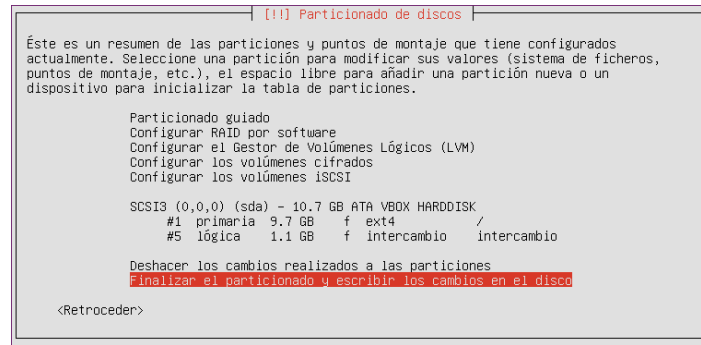 [!!] Particionado de discos
Éste es un resumen de las particiones y puntos de montaje que tiene configurados
actualmente. Seleccione una partición para modificar sus valores (sistema de ficheros,
puntos de montaje, etc.), el espacio libre para añadir una partición nueva o un
dispositivo para inicializar la tabla de particiones.
Particionado guiado
Configurar RAID por software
Configurar el Gestor de Volúmenes Lógicos (LVM)
Configurar los volúmenes cifrados
Configurar los volúmenes iSCSI
SCSI3 (0,0,0) (sda) - 10.7 GB ATA VBOX HARDDISK
#1 primaria 9.7 GB f ext4 /
#5 lógica 1.1 GB f intercambio intercambio
Deshacer los cambios realizados a las particiones
Finalizar el particionado y escribir los cambios en el disco
<Retroceder>